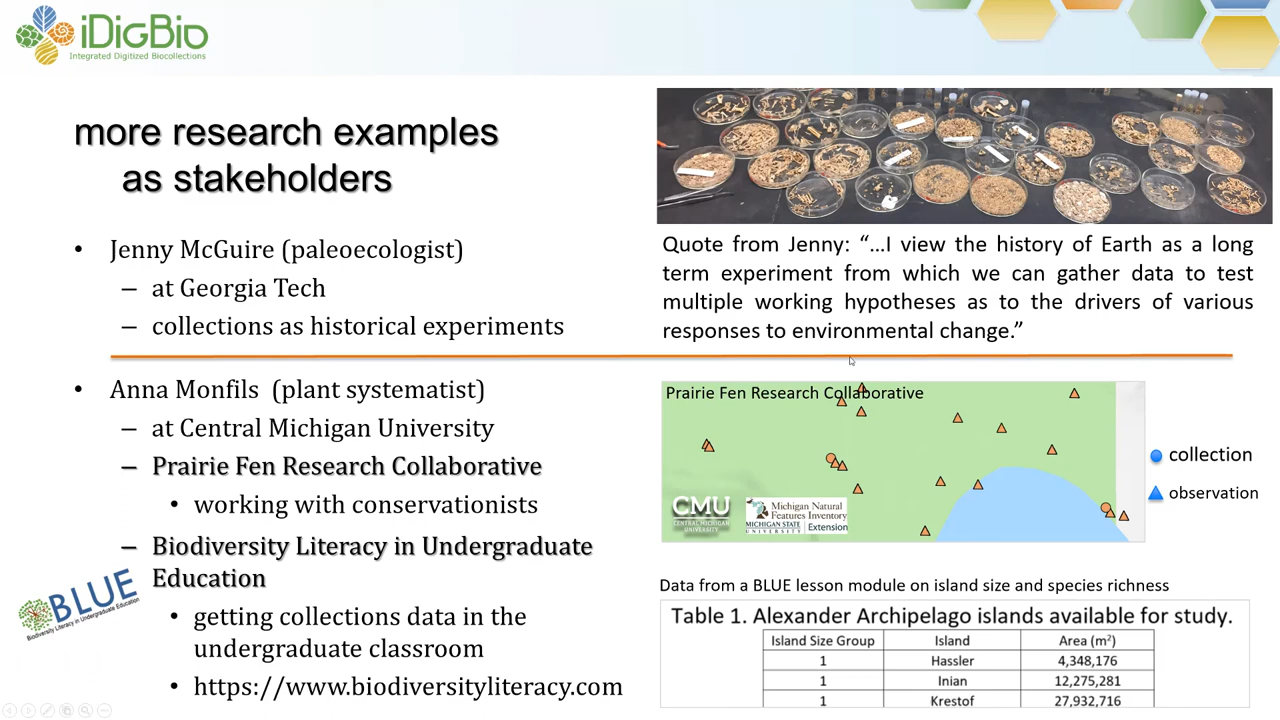 iDigBio
Integrated Digitized Biocollections
more research examples
as stakeholders
• Jenny McGuire (paleoecologist)
– at Georgia Tech
– collections as historical experiments
Quote from Jenny: “…I view the history of Earth as a long
term experiment from which we can gather data to test
multiple working hypotheses as to the drivers of various
responses to environmental change.”
• Anna Monfils (plant systematist)
– at Central Michigan University
– Prairie Fen Research Collaborative
• working with conservationists
– Biodiversity Literacy in Undergraduate
Education
• getting collections data in the
undergraduate classroom
• https://www.biodiversityliteracy.com
BLUE
Biodiversity Literacy in Undergraduate Education
Prairie Fen Research Collaborative
CMU
CENTRAL MICHIGAN
UNIVERSITY
Michigan Natural
Features Inventory
MICHIGAN STATE
UNIVERSITY Extension
collection
observation
Data from a BLUE lesson module on island size and species richness
Table 1. Alexander Archipelago islands available for study.
Island Size Group Island Area (m²)
1 Hassler 4,348,176
1 Inian 12,275,281
1 Krestof 27,932,716